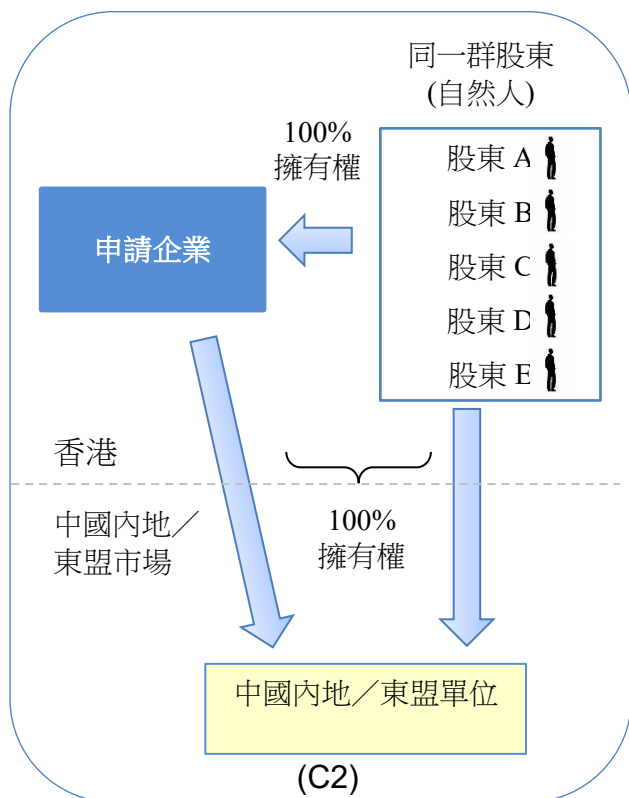 同一群股東
(自然人)
100%
擁有權
股東 A
股東 B
股東 C
股東 D
股東 E
申請企業
香港
中國內地／
東盟市場
100%
擁有權
中國內地／東盟單位
(C2)